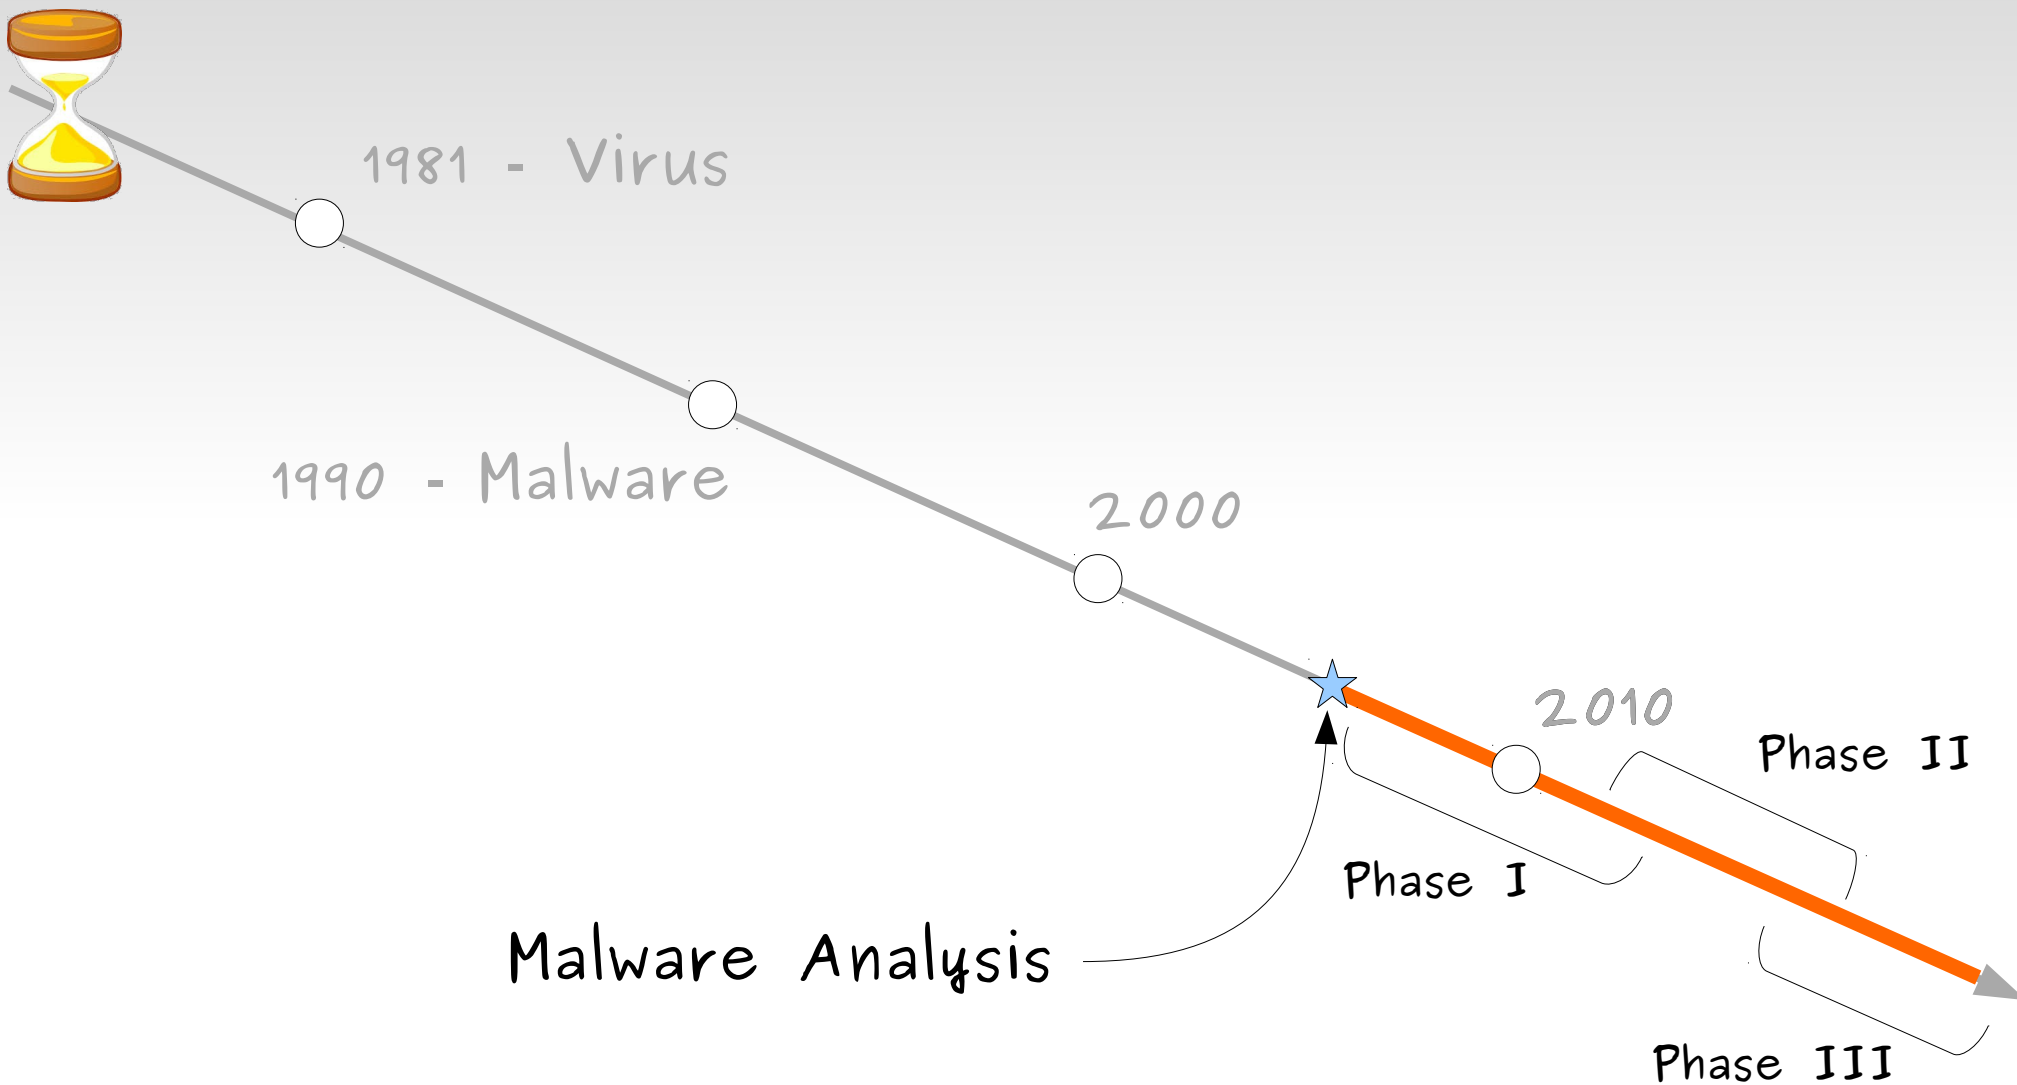 1981 - Virus
1990 - Malware
2000
2010
Phase II
Phase I
Malware Analysis
Phase III